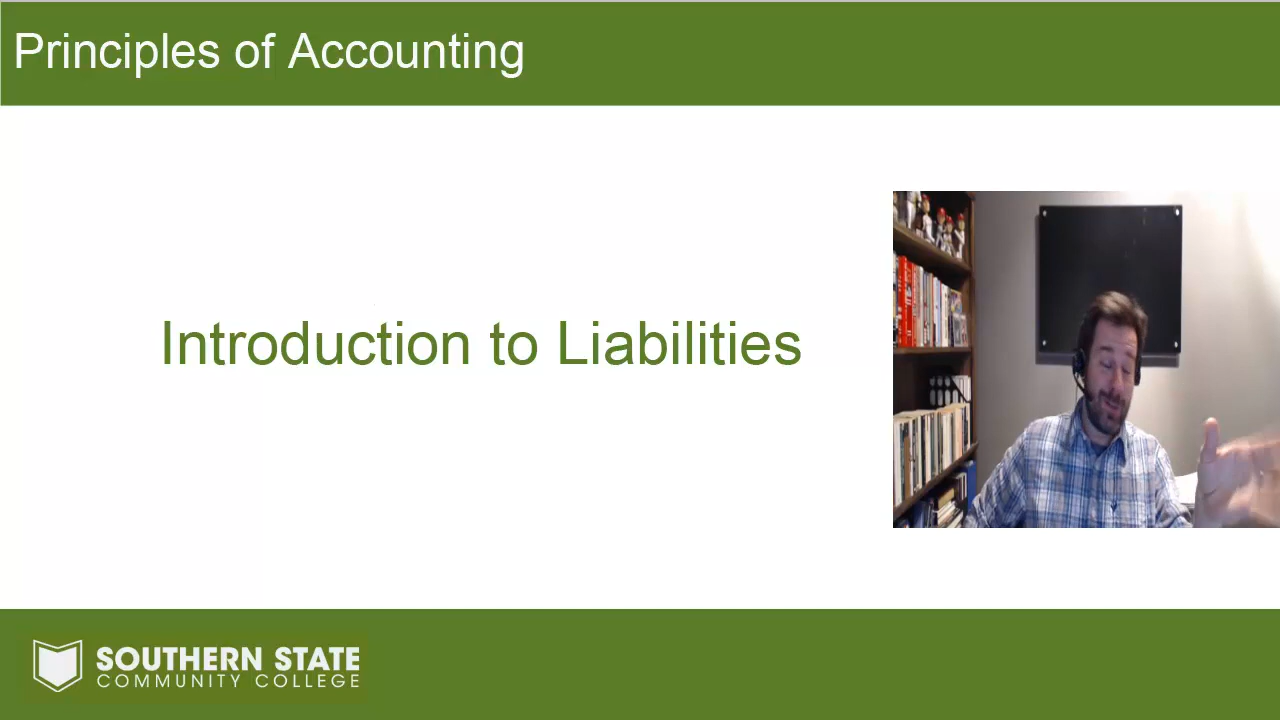 Principles of Accounting
Introduction to Liabilities
SOUTHERN STATE
COMMUNITY COLLEGE